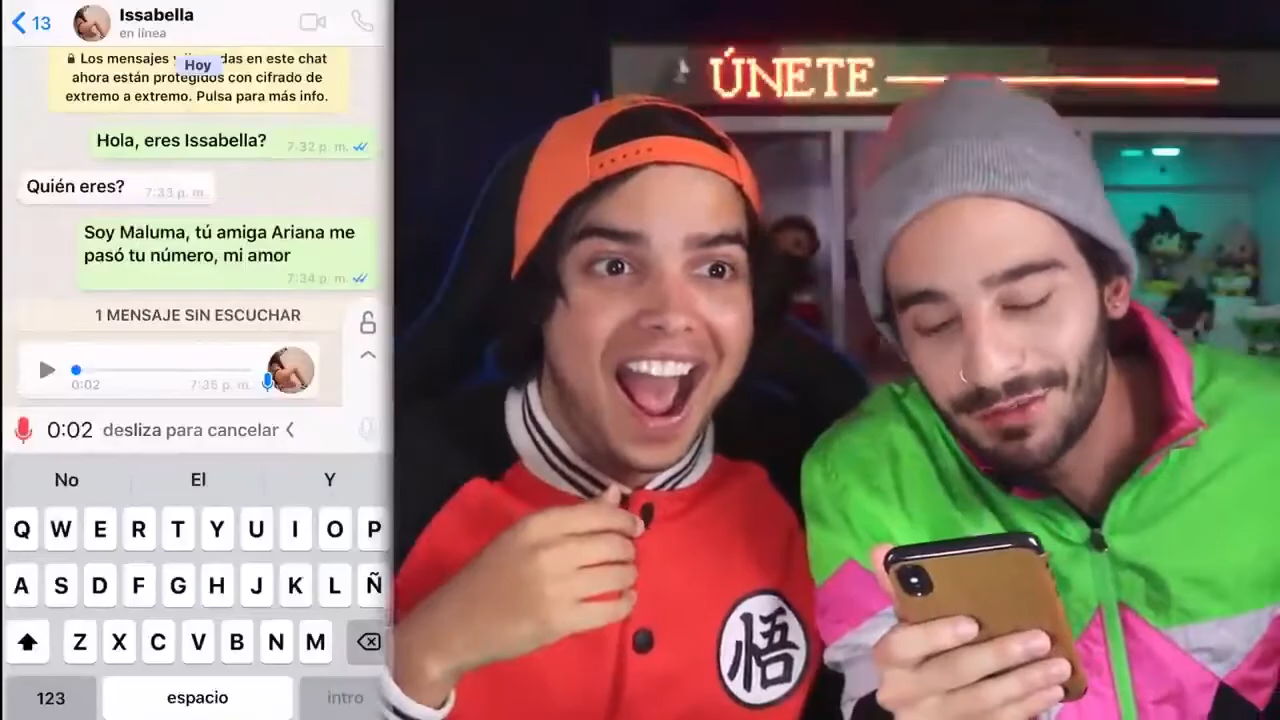 13
Issabella
en línea
Los mensajes
das en este chat
Hoy
ahora están protegidos con cifrado de
extremo a extremo. Pulsa para más info.
Hola, eres Issabella?
7:32 p. m.
Quién eres?
7:33 p. m.
Soy Maluma, tú amiga Ariana me
pasó tu número, mi amor
7:34 p. m.
1 MENSAJE SIN ESCUCHAR
0:02
7:35 p. m.
0:02 desliza para cancelar
No El Y
Q W E R T Y U I O P
A S D F G H J K L Ñ
Z X C V B N M
123 espacio intro
ÚNETE
悟